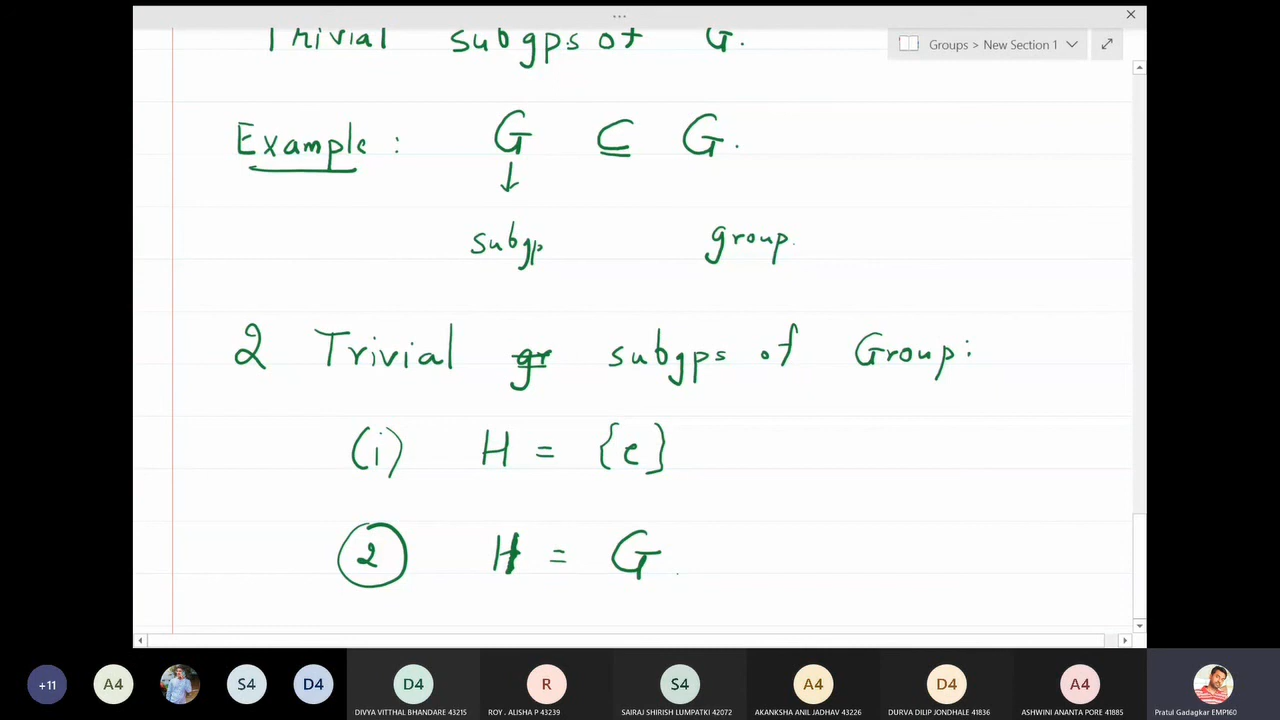 Trivial subgps of G.
Groups > New Section 1
Example : G ⊆ G.
↓
subgp group.
2 Trivial gr subgps of Group:
(i) H = {e}
2 H = G.
+11 A4 S4 D4 D4 R S4 A4 D4 A4
DIVYA VITTHAL BHANDARE 43215 ROY . ALISHA P 43239 SAIRAJ SHIRISH LUMPATKI 42072 AKANKSHA ANIL JADHAV 43226 DURVA DILIP JONDHALE 41836 ASHWINI ANANTA PORE 41885 Pratul Gadagkar EMP160